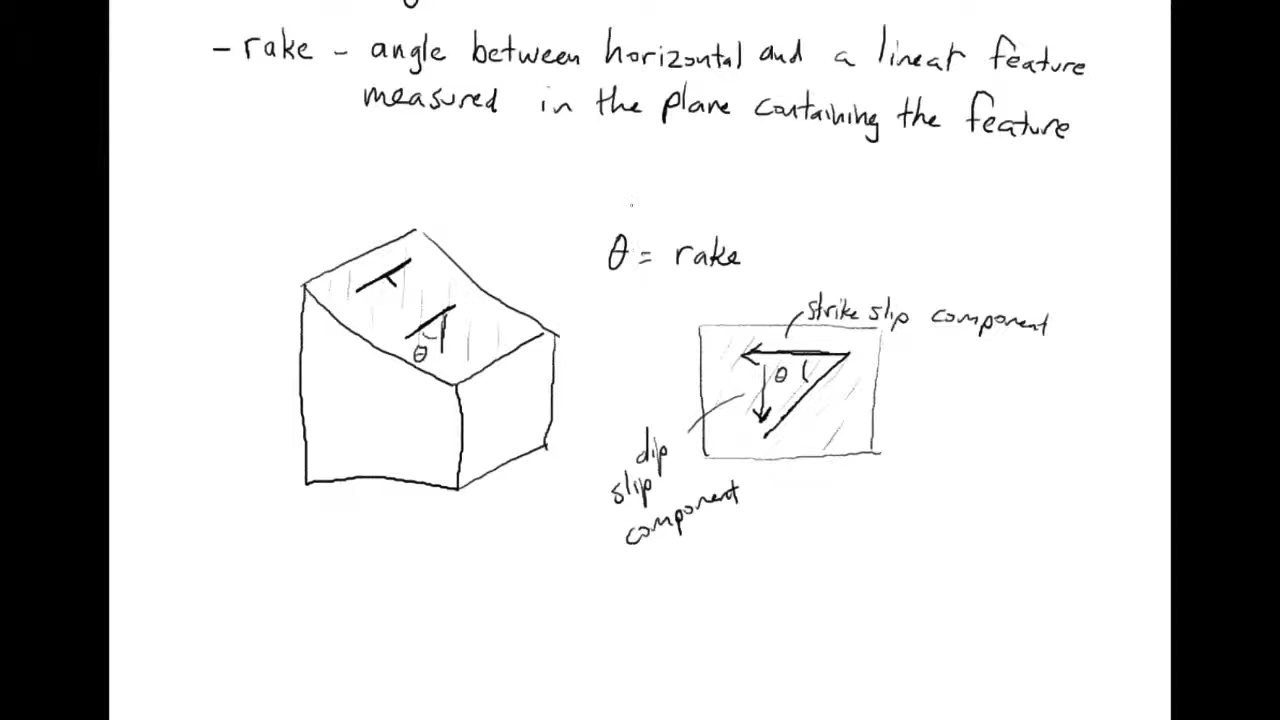 - rake - angle between horizontal and a linear feature
measured in the plane containing the feature
θ = rake
strike slip component
θ
θ
dip
slip
component